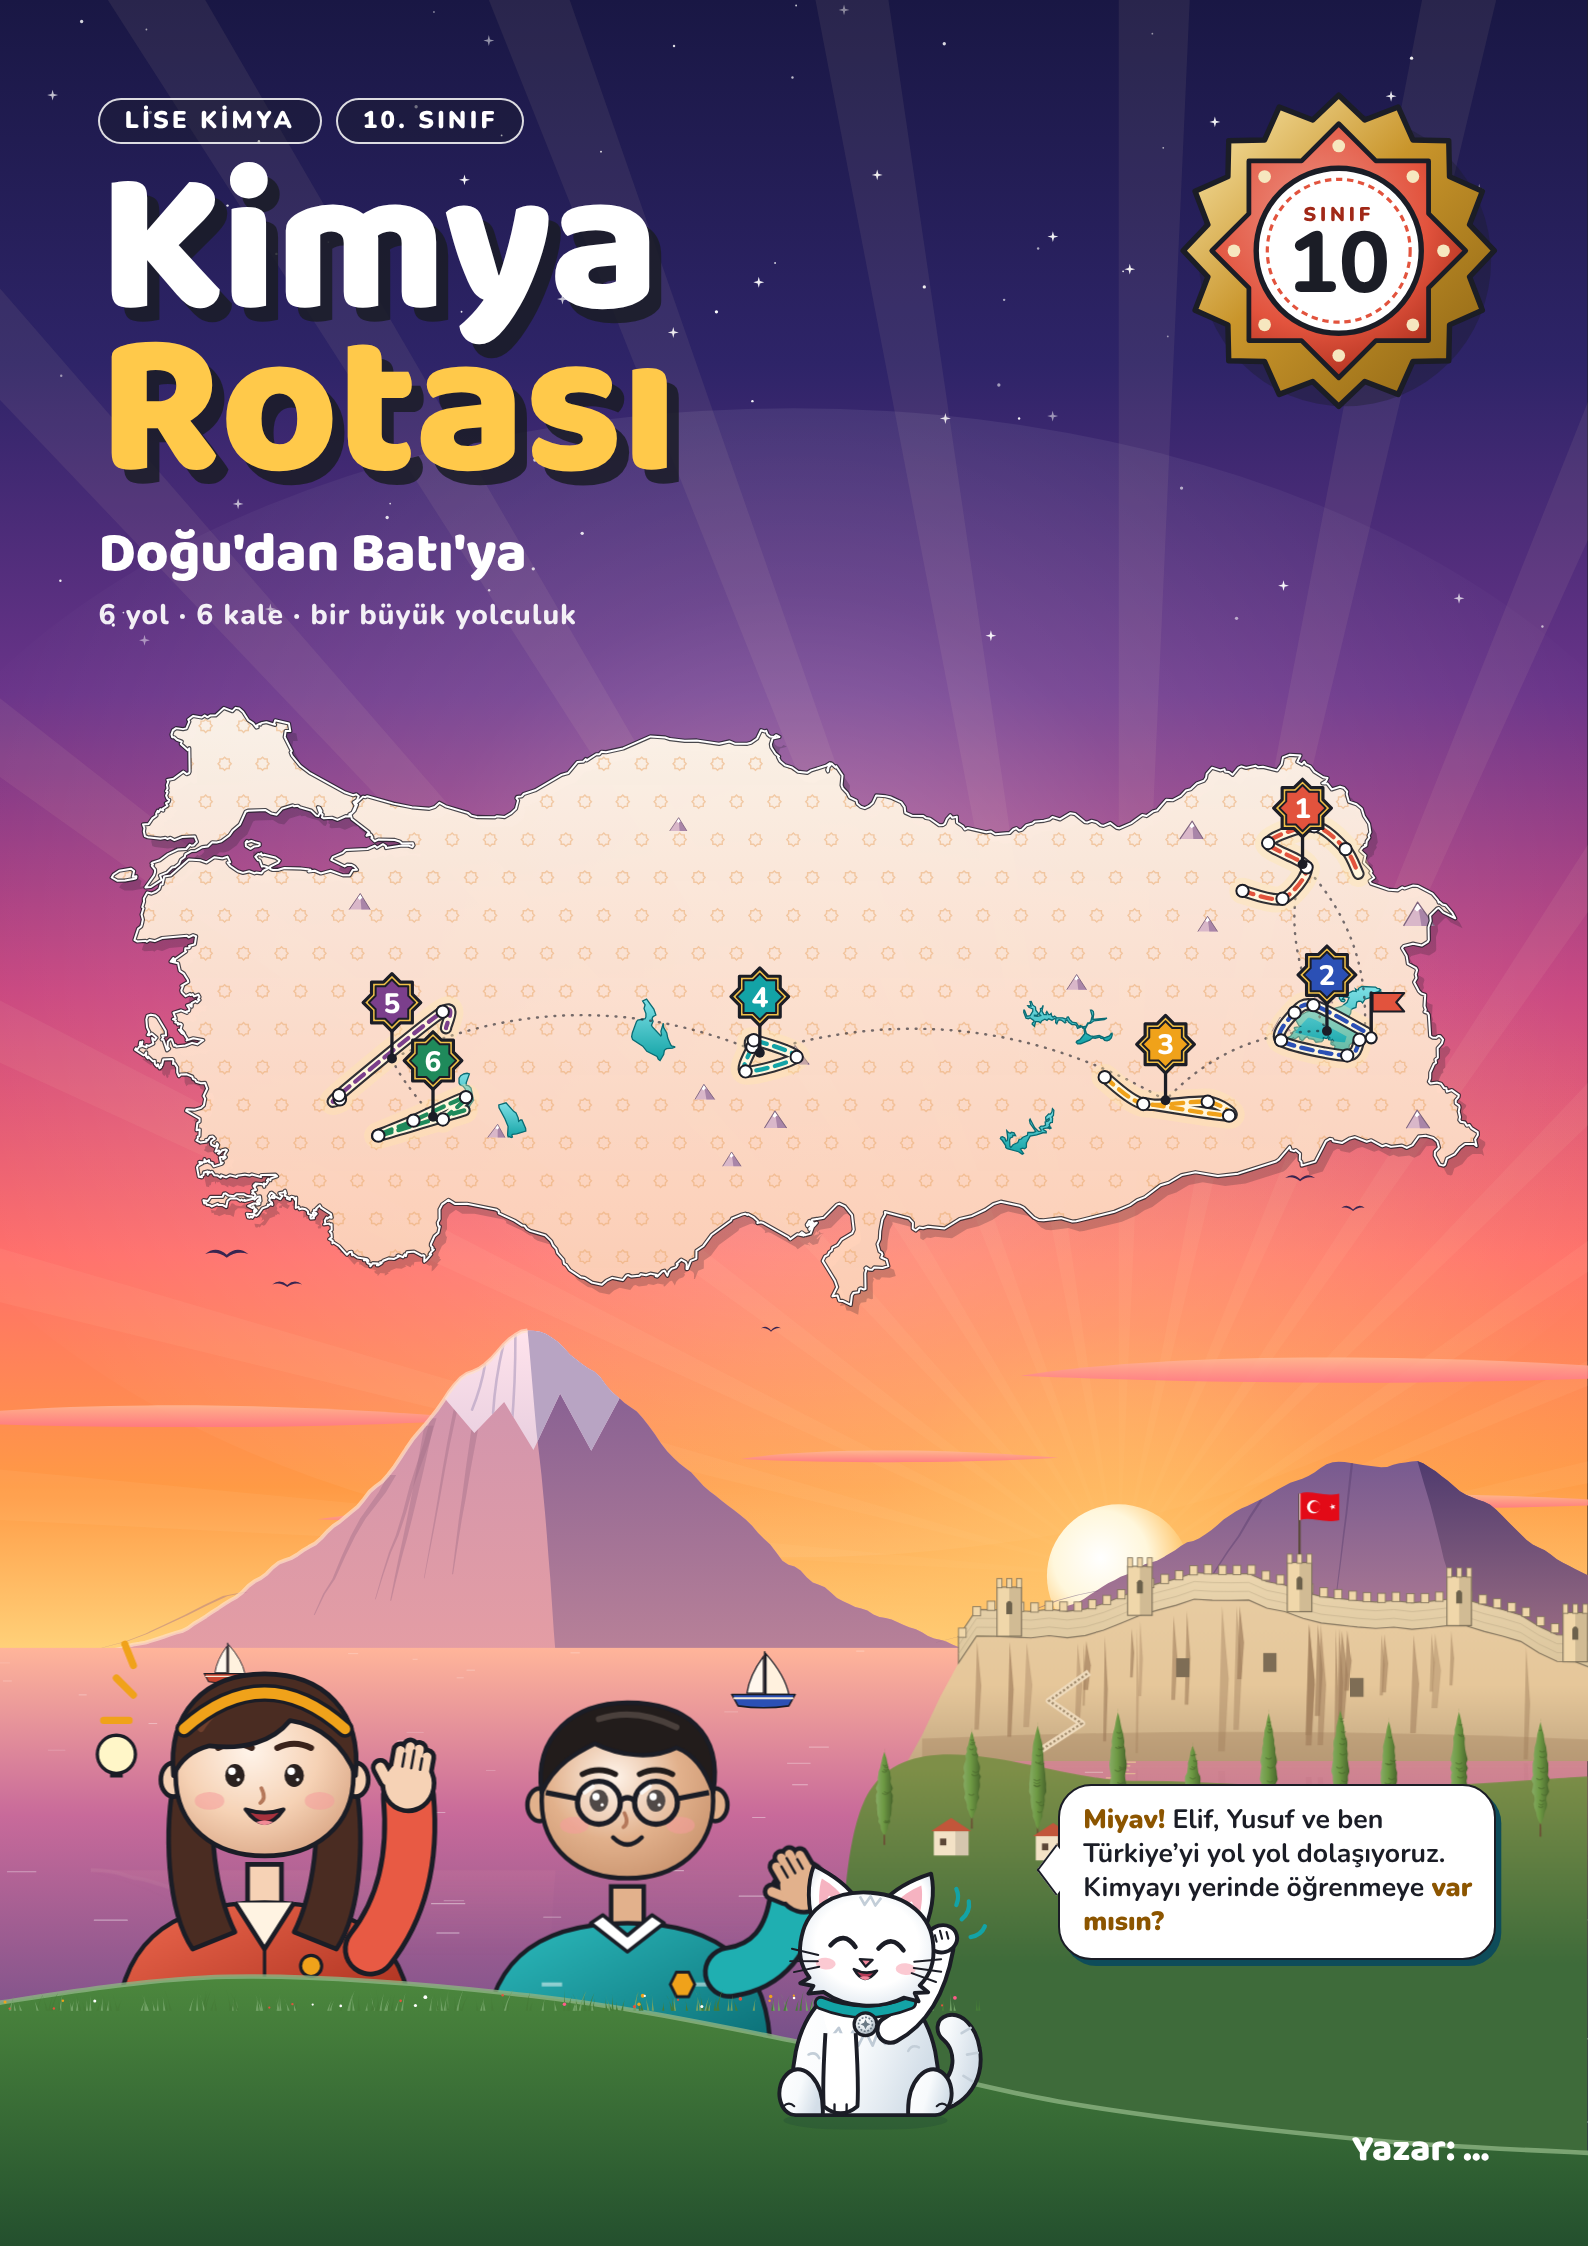 LİSE KİMYA
10. SINIF
Kimya
Rotası
Doğu'dan Batı'ya
6 yol · 6 kale · bir büyük yolculuk
SINIF
10
1
2
3
4
5
6
Miyav! Elif, Yusuf ve ben
Türkiye’yi yol yol dolaşıyoruz.
Kimyayı yerinde öğrenmeye var
mısın?
Yazar: ...